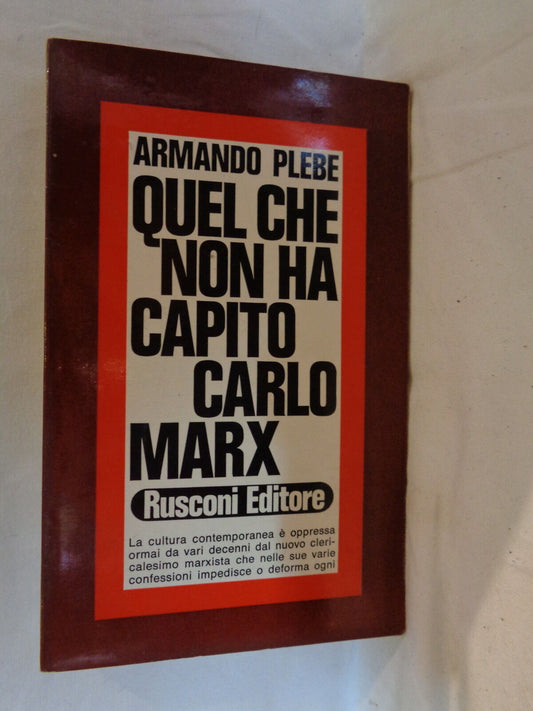 ARMANDO PLEBE
QUEL CHE
NON HA
CAPITO
CARLO
MARX
Rusconi Editore
La cultura contemporanea è oppressa
ormai da vari decenni dal nuovo cleri-
calesimo marxista che nelle sue varie
confessioni impedisce o deforma ogni